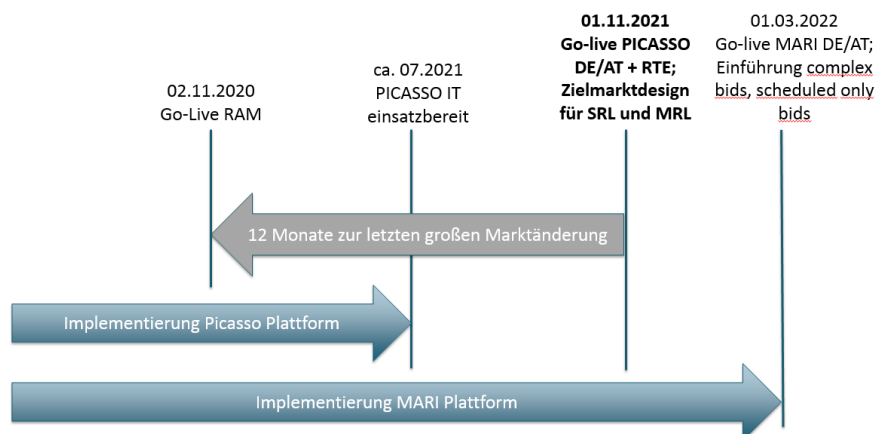 02.11.2020
Go-Live RAM
ca. 07.2021
PICASSO IT
einsatzbereit
01.11.2021
Go-live PICASSO
DE/AT + RTE;
Zielmarktdesign
für SRL und MRL
01.03.2022
Go-live MARI DE/AT;
Einführung complex
bids, scheduled only
bids
12 Monate zur letzten großen Marktänderung
Implementierung Picasso Plattform
Implementierung MARI Plattform